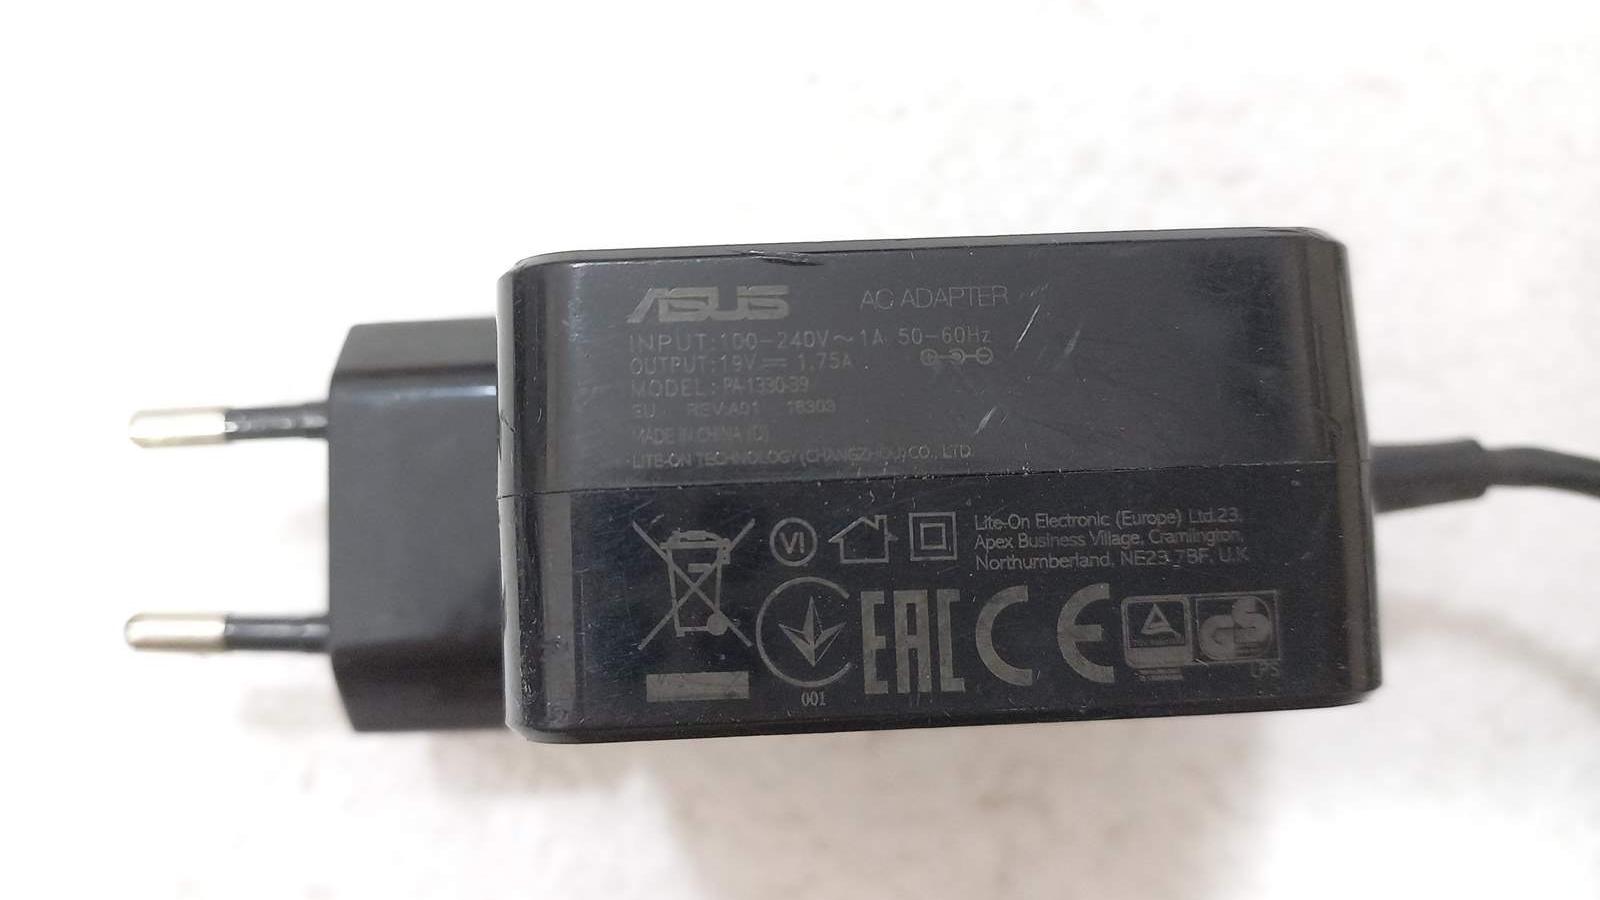 ASUS AC ADAPTER
INPUT:100-240V~1A 50-60Hz
OUTPUT:19V⎓1.75A
MODEL: PA-1330-39
EU REV:A01 18303
MADE IN CHINA (D)
LITE-ON TECHNOLOGY(CHANGZHOU)CO., LTD.
VI
Lite-On Electronic (Europe) Ltd.23,
Apex Business Village, Cramlington,
Northumberland, NE23 7BF, U.K
001
EAC CE GS
LPS